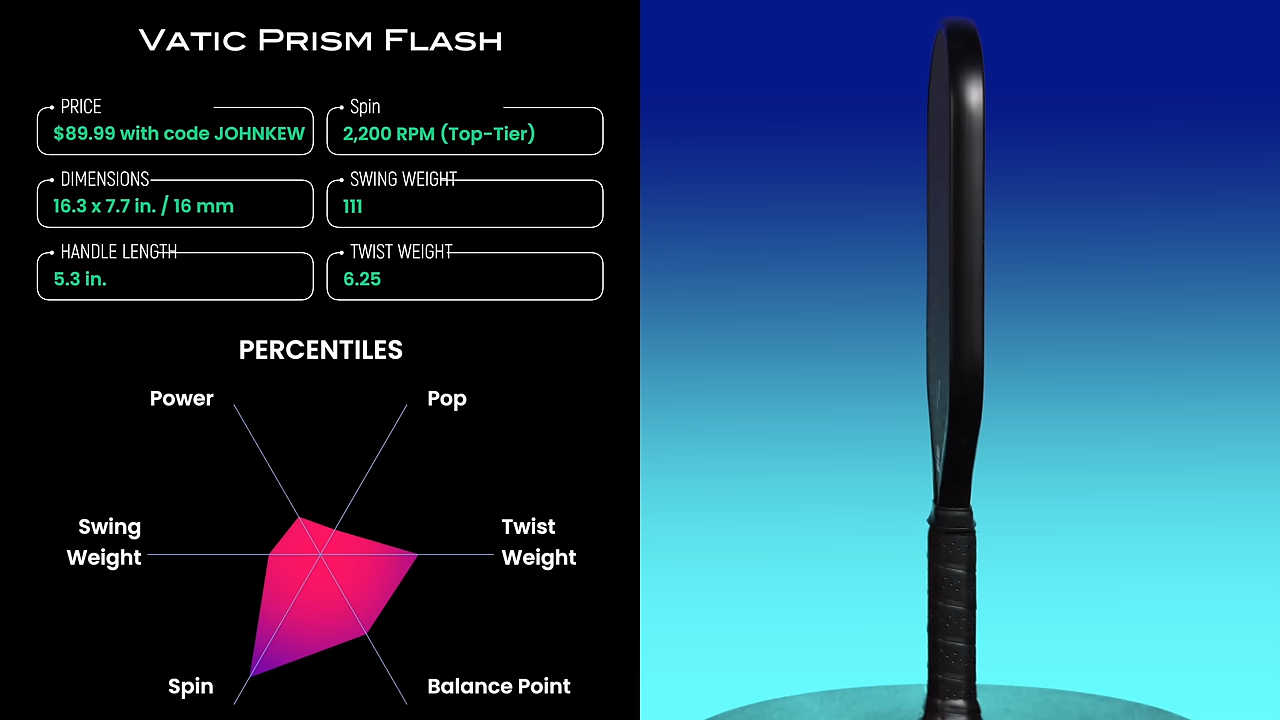 VATIC PRISM FLASH
PRICE
$89.99 with code JOHNKEW
Spin
2,200 RPM (Top-Tier)
DIMENSIONS
16.3 x 7.7 in. / 16 mm
SWING WEIGHT
111
HANDLE LENGTH
5.3 in.
TWIST WEIGHT
6.25
PERCENTILES
Power
Pop
Swing
Weight
Twist
Weight
Spin
Balance Point